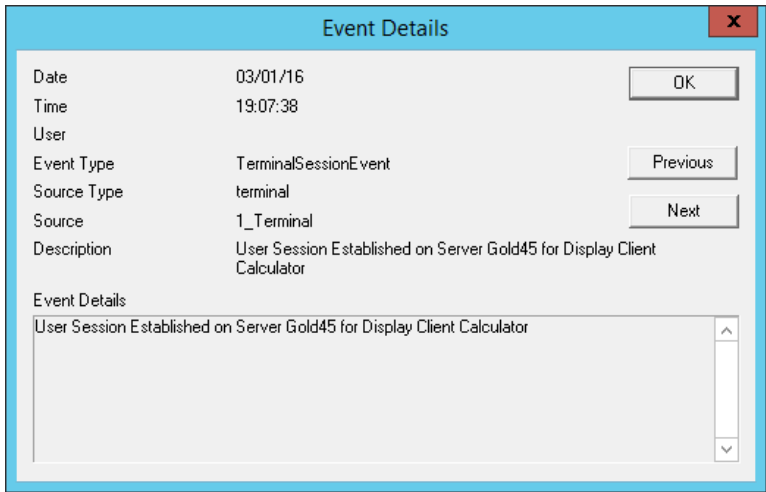 Event Details
x
Date 03/01/16
OK
Time 19:07:38
User
Event Type TerminalSessionEvent
Previous
Source Type terminal
Source 1_Terminal
Next
Description User Session Established on Server Gold45 for Display Client
Calculator
Event Details
User Session Established on Server Gold45 for Display Client Calculator